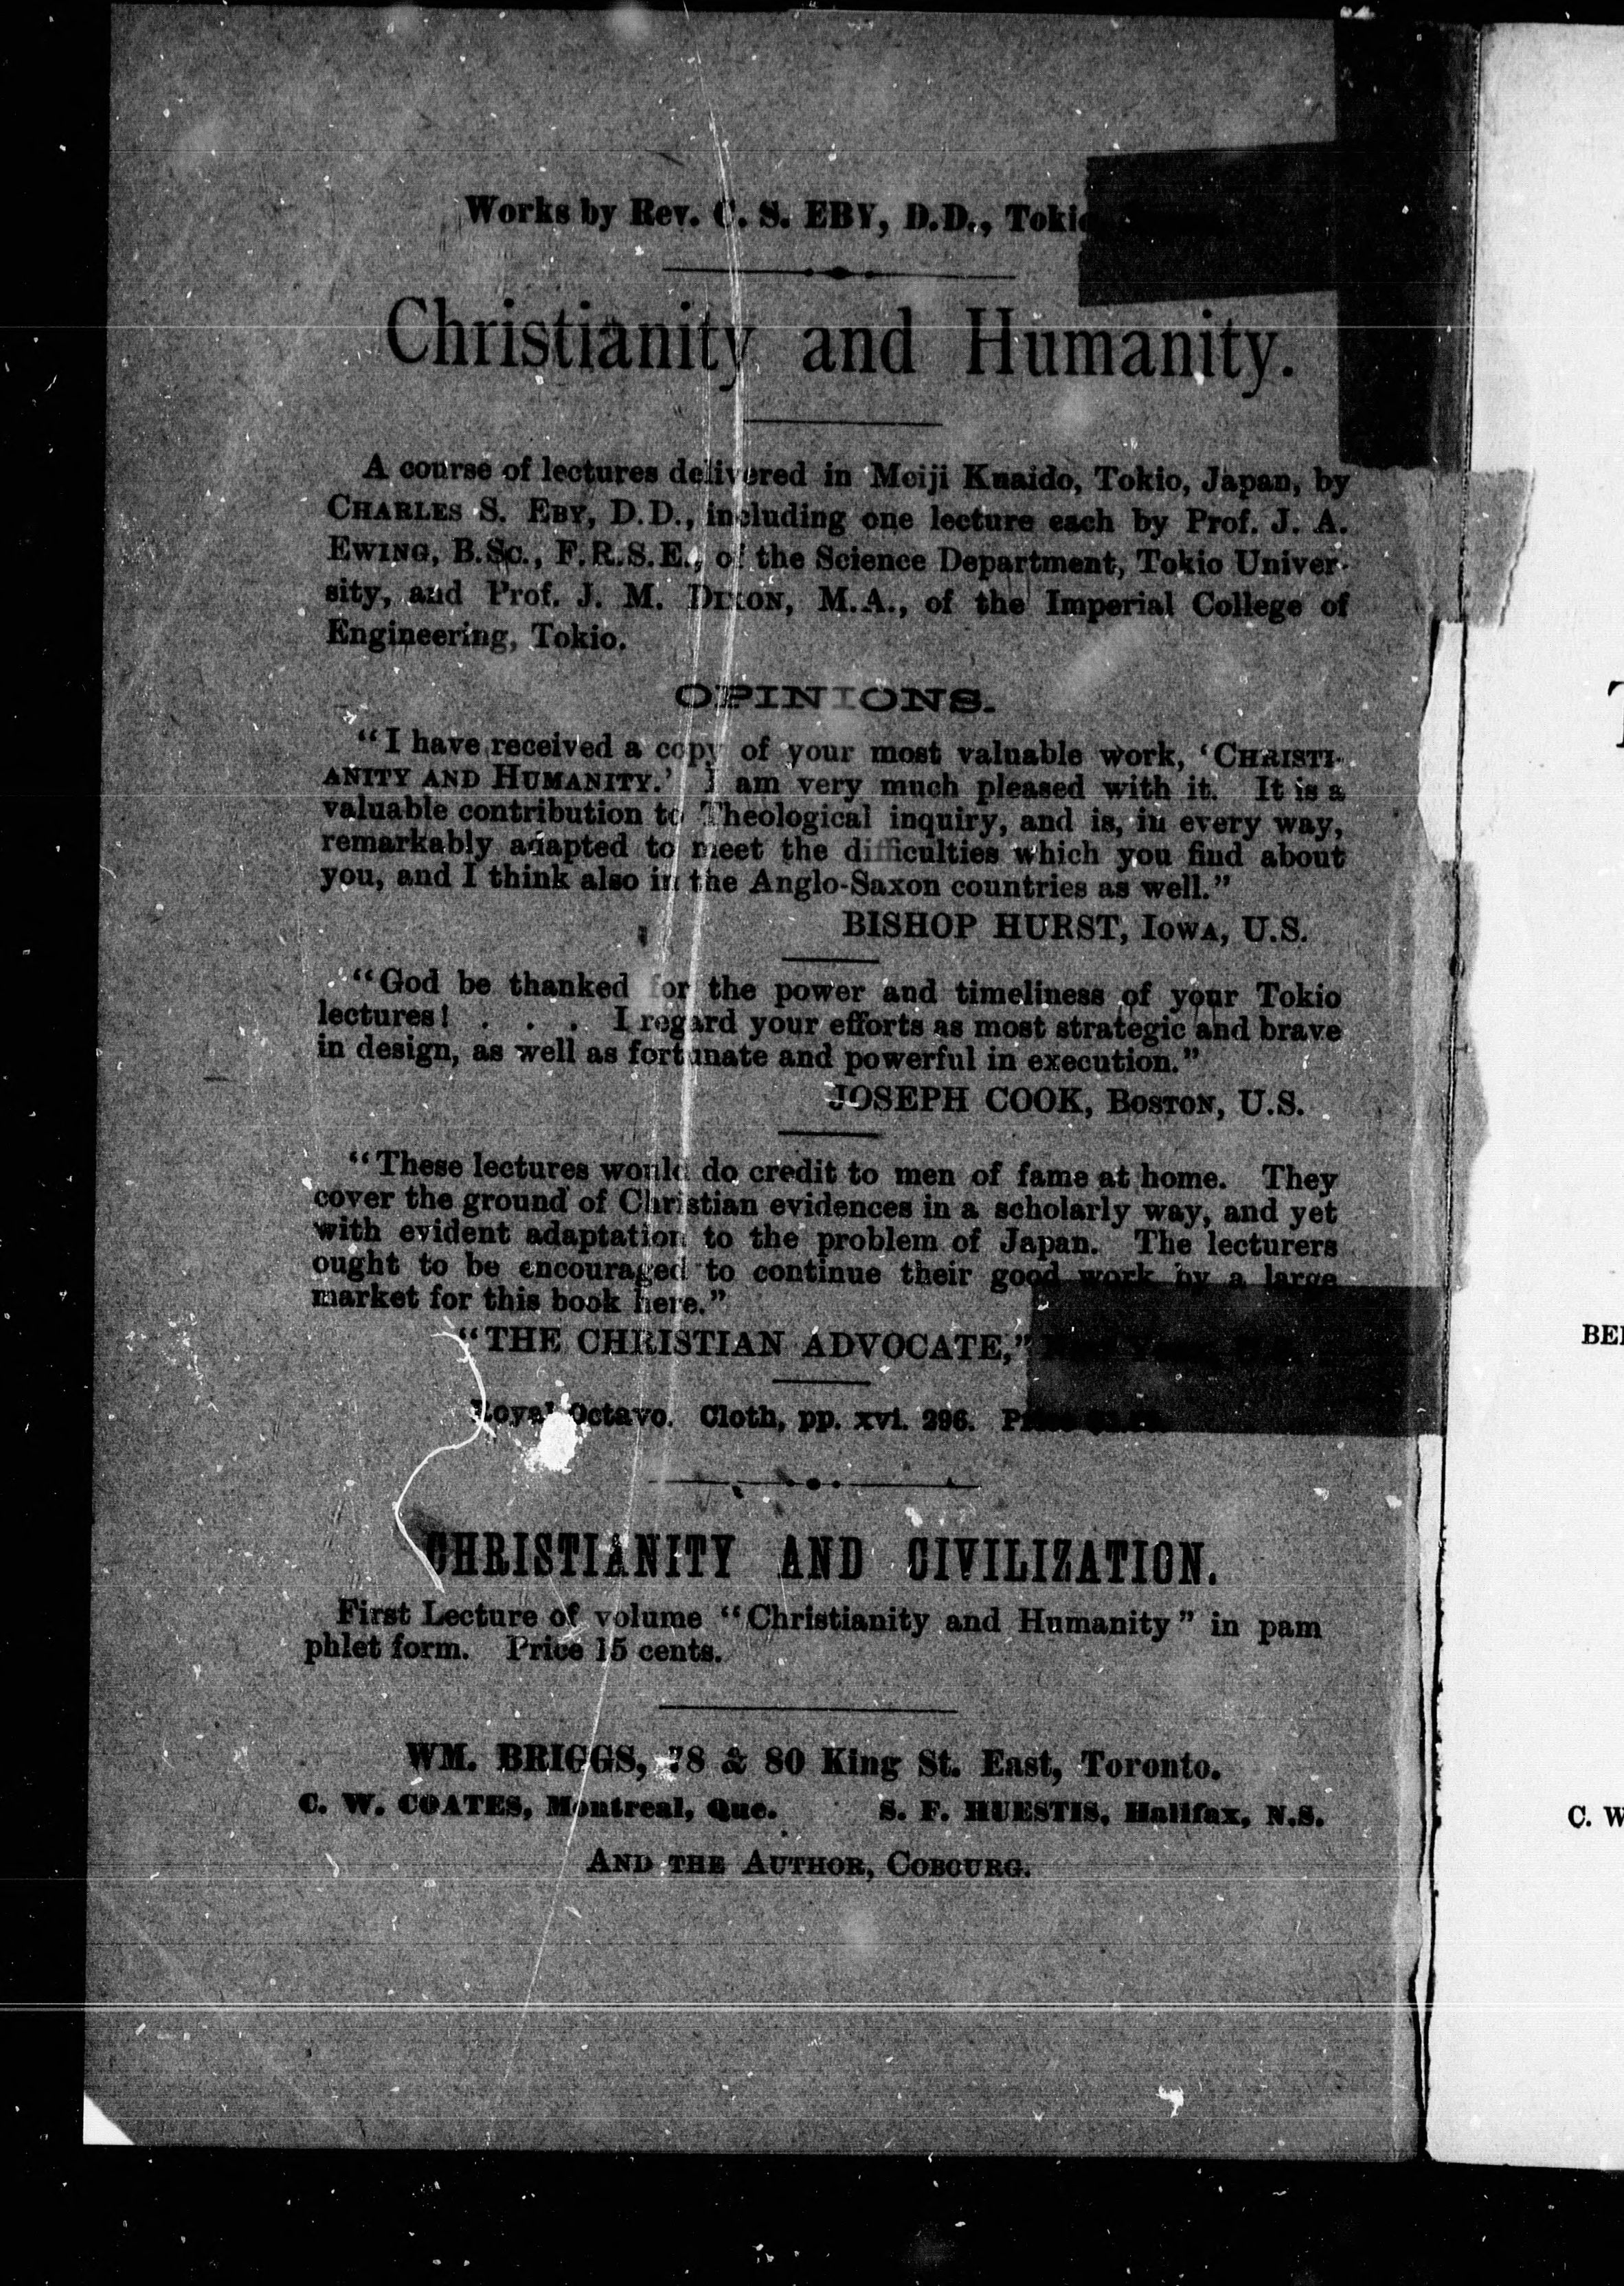 Works by Rev. C. S. EBY, D.D., Tokio
Christianity and Humanity.
A course of lectures delivered in Meiji Kuaido, Tokio, Japan, by
CHARLES S. EBY, D.D., including one lecture each by Prof. J. A.
EWING, B.Sc., F.R.S.E., of the Science Department, Tokio Univer-
sity, and Prof. J. M. DIXON, M.A., of the Imperial College of
Engineering, Tokio.
OPINIONS.
“I have received a copy of your most valuable work, ‘CHRISTI-
ANITY AND HUMANITY.’ I am very much pleased with it. It is a
valuable contribution to Theological inquiry, and is, in every way,
remarkably adapted to meet the difficulties which you find about
you, and I think also in the Anglo-Saxon countries as well.”
BISHOP HURST, IOWA, U.S.
“God be thanked for the power and timeliness of your Tokio
lectures! . . . I regard your efforts as most strategic and brave
in design, as well as fortunate and powerful in execution.”
JOSEPH COOK, BOSTON, U.S.
“These lectures would do credit to men of fame at home. They
cover the ground of Christian evidences in a scholarly way, and yet
with evident adaptation to the problem of Japan. The lecturers
ought to be encouraged to continue their good work by a large
market for this book here.”
“THE CHRISTIAN ADVOCATE,”
Royal Octavo. Cloth, pp. xvi. 296. Price
CHRISTIANITY AND CIVILIZATION.
First Lecture of volume “Christianity and Humanity” in pam
phlet form. Price 15 cents.
WM. BRIGGS, 78 & 80 King St. East, Toronto.
C. W. COATES, Montreal, Que. S. F. HUESTIS, Halifax, N.S.
AND THE AUTHOR, COBOURG.
BE
C. W